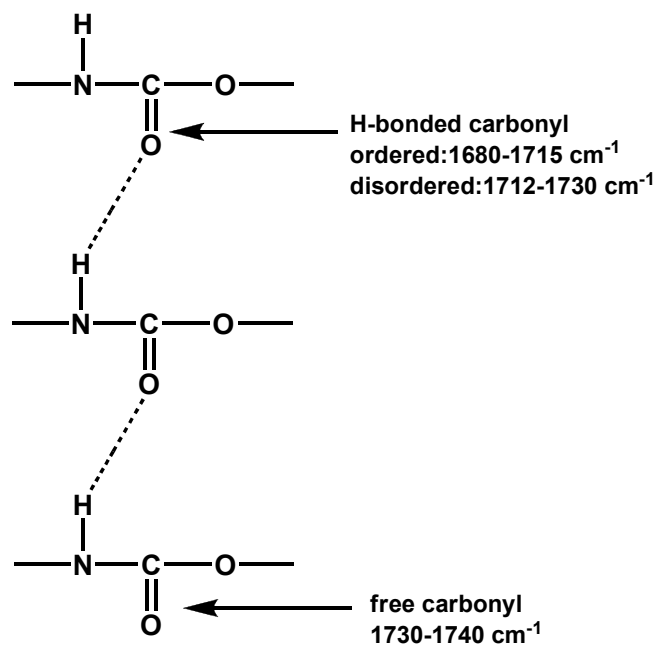 H
N C O
O
H-bonded carbonyl
ordered:1680-1715 cm-1
disordered:1712-1730 cm-1
H
N C O
O
H
N C O
O
free carbonyl
1730-1740 cm-1